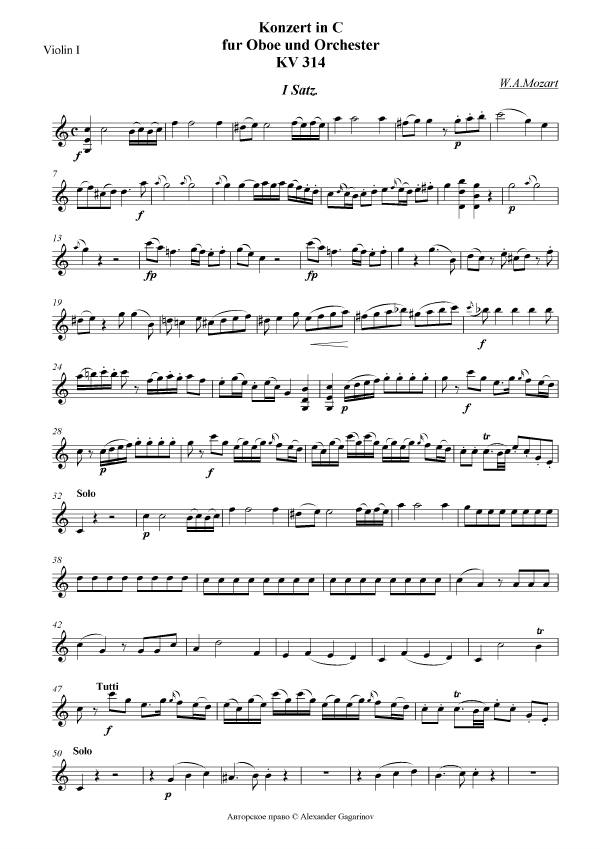 Konzert in C
fur Oboe und Orchester
KV 314
Violin I
W.A.Mozart
I Satz.
f
p
7
f
p
13
fp
fp
19
f
24
p
f
28
p
f
tr
32
Solo
p
38
42
tr
47
Tutti
f
tr
50
Solo
p
Авторское право © Alexander Gagarinov